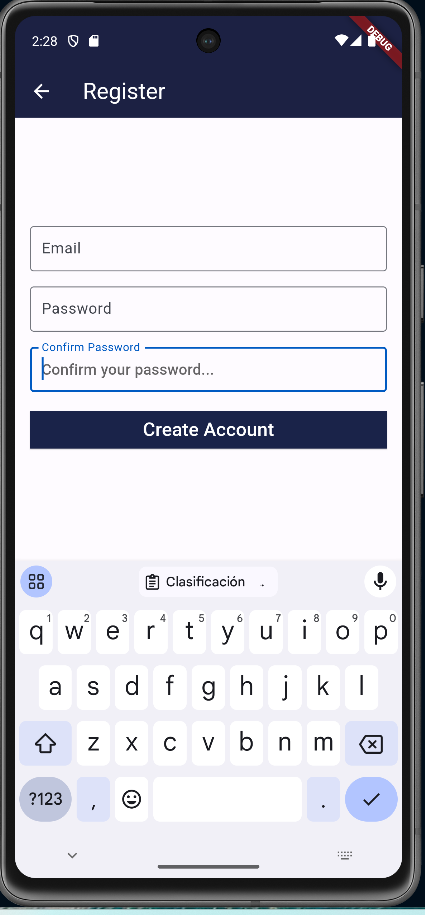 2:28
DEBUG
Register
Email
Password
Confirm Password
Confirm your password...
Create Account
Clasificación .
q1 w2 e3 r4 t5 y6 u7 i8 o9 p0
a s d f g h j k l
z x c v b n m
?123 , .